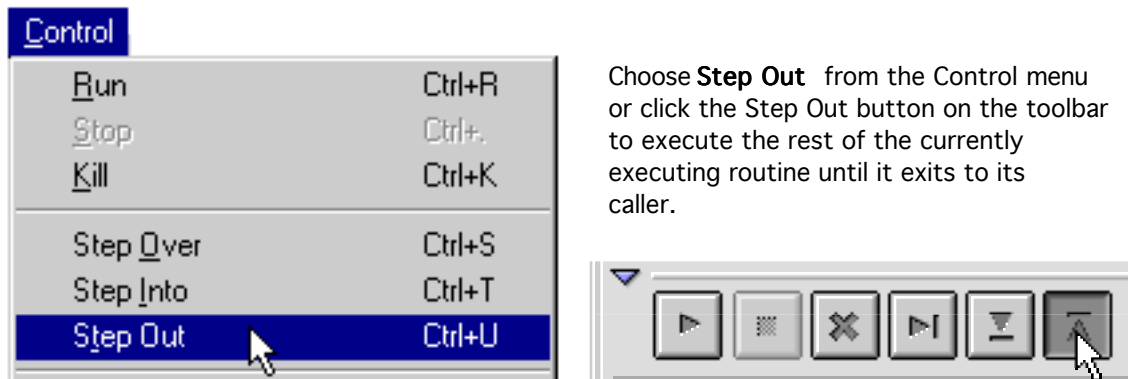 Control
Run Ctrl+R
Stop Ctrl+.
Kill Ctrl+K
Step Over Ctrl+S
Step Into Ctrl+T
Step Out Ctrl+U
Choose Step Out from the Control menu
or click the Step Out button on the toolbar
to execute the rest of the currently
executing routine until it exits to its
caller.